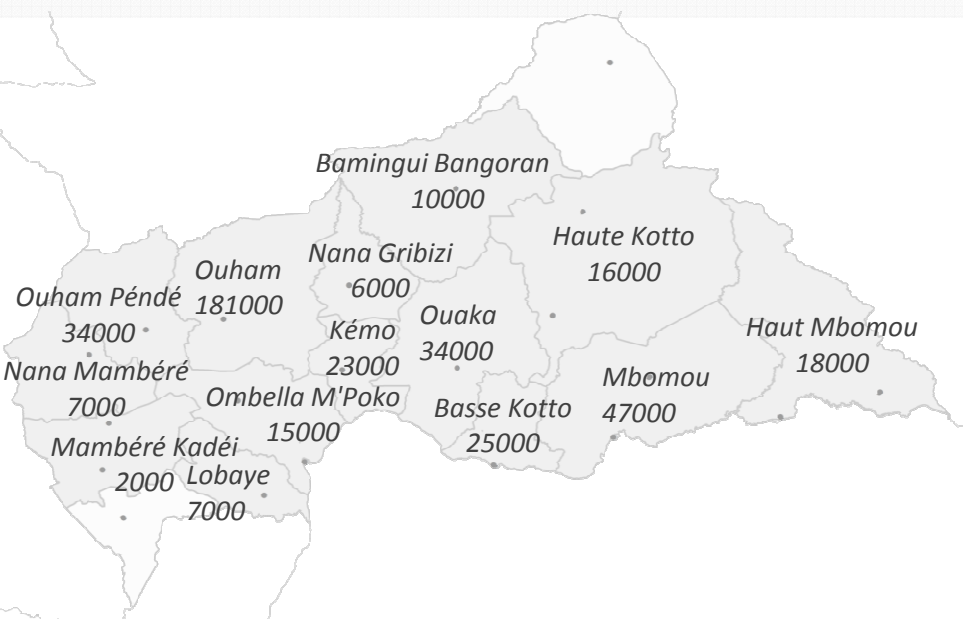 Bamingui Bangoran
10000
Haute Kotto
16000
Nana Gribizi
6000
Ouham
181000
Ouham Péndé
34000
Kémo
23000
Ouaka
34000
Haut Mbomou
18000
Nana Mambéré
7000
Ombella M'Poko
15000
Basse Kotto
25000
Mbomou
47000
Mambéré Kadéi
2000
Lobaye
7000